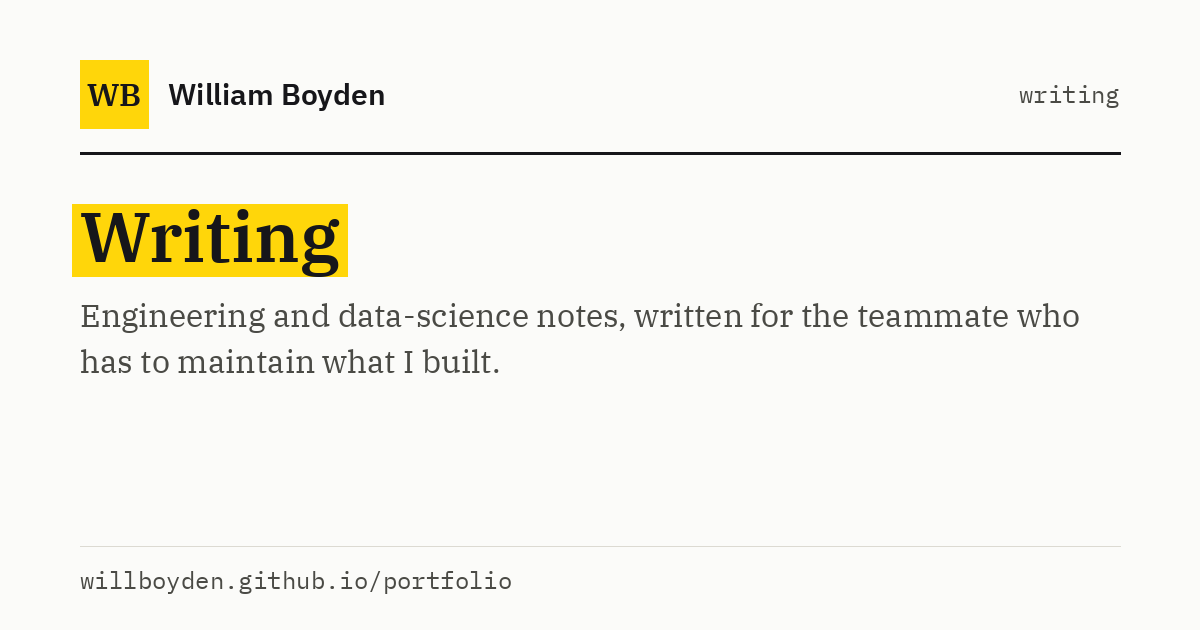 WB
William Boyden
writing
Writing
Engineering and data-science notes, written for the teammate who
has to maintain what I built.
willboyden.github.io/portfolio